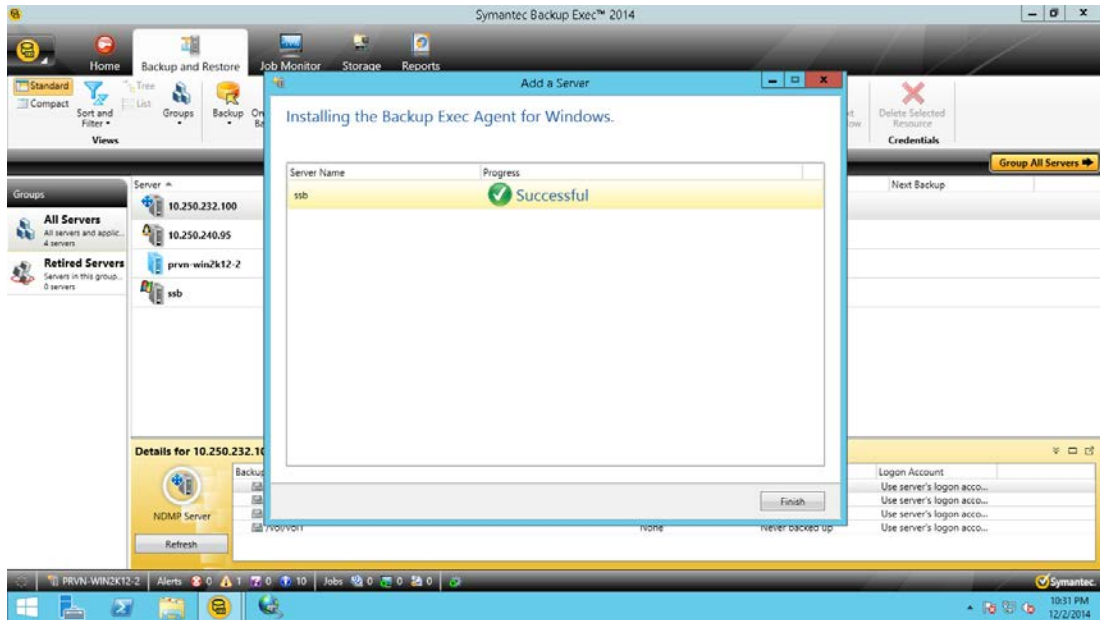 Symantec Backup Exec™ 2014
Home
Backup and Restore
Job Monitor
Storage
Reports
Standard
Compact
Sort and Filter
Tree
List
Groups
Backup
Views
Delete Selected Resource
Credentials
Add a Server
Installing the Backup Exec Agent for Windows.
Server Name Progress
ssb Successful
Finish
Group All Servers
Groups
All Servers
All servers and applic...
4 servers
Retired Servers
Servers in this group...
0 servers
Server
Next Backup
10.250.232.100
10.250.240.95
prvn-win2k12-2
ssb
Details for 10.250.232.10
NDMP Server
Refresh
Logon Account
Use server's logon acco...
Use server's logon acco...
Use server's logon acco...
/vol/vol1 None Never backed up Use server's logon acco...
PRVN-WIN2K12-2 Alerts 0 1 0 10 Jobs 0 0 0
Symantec.
10:31 PM
12/2/2014